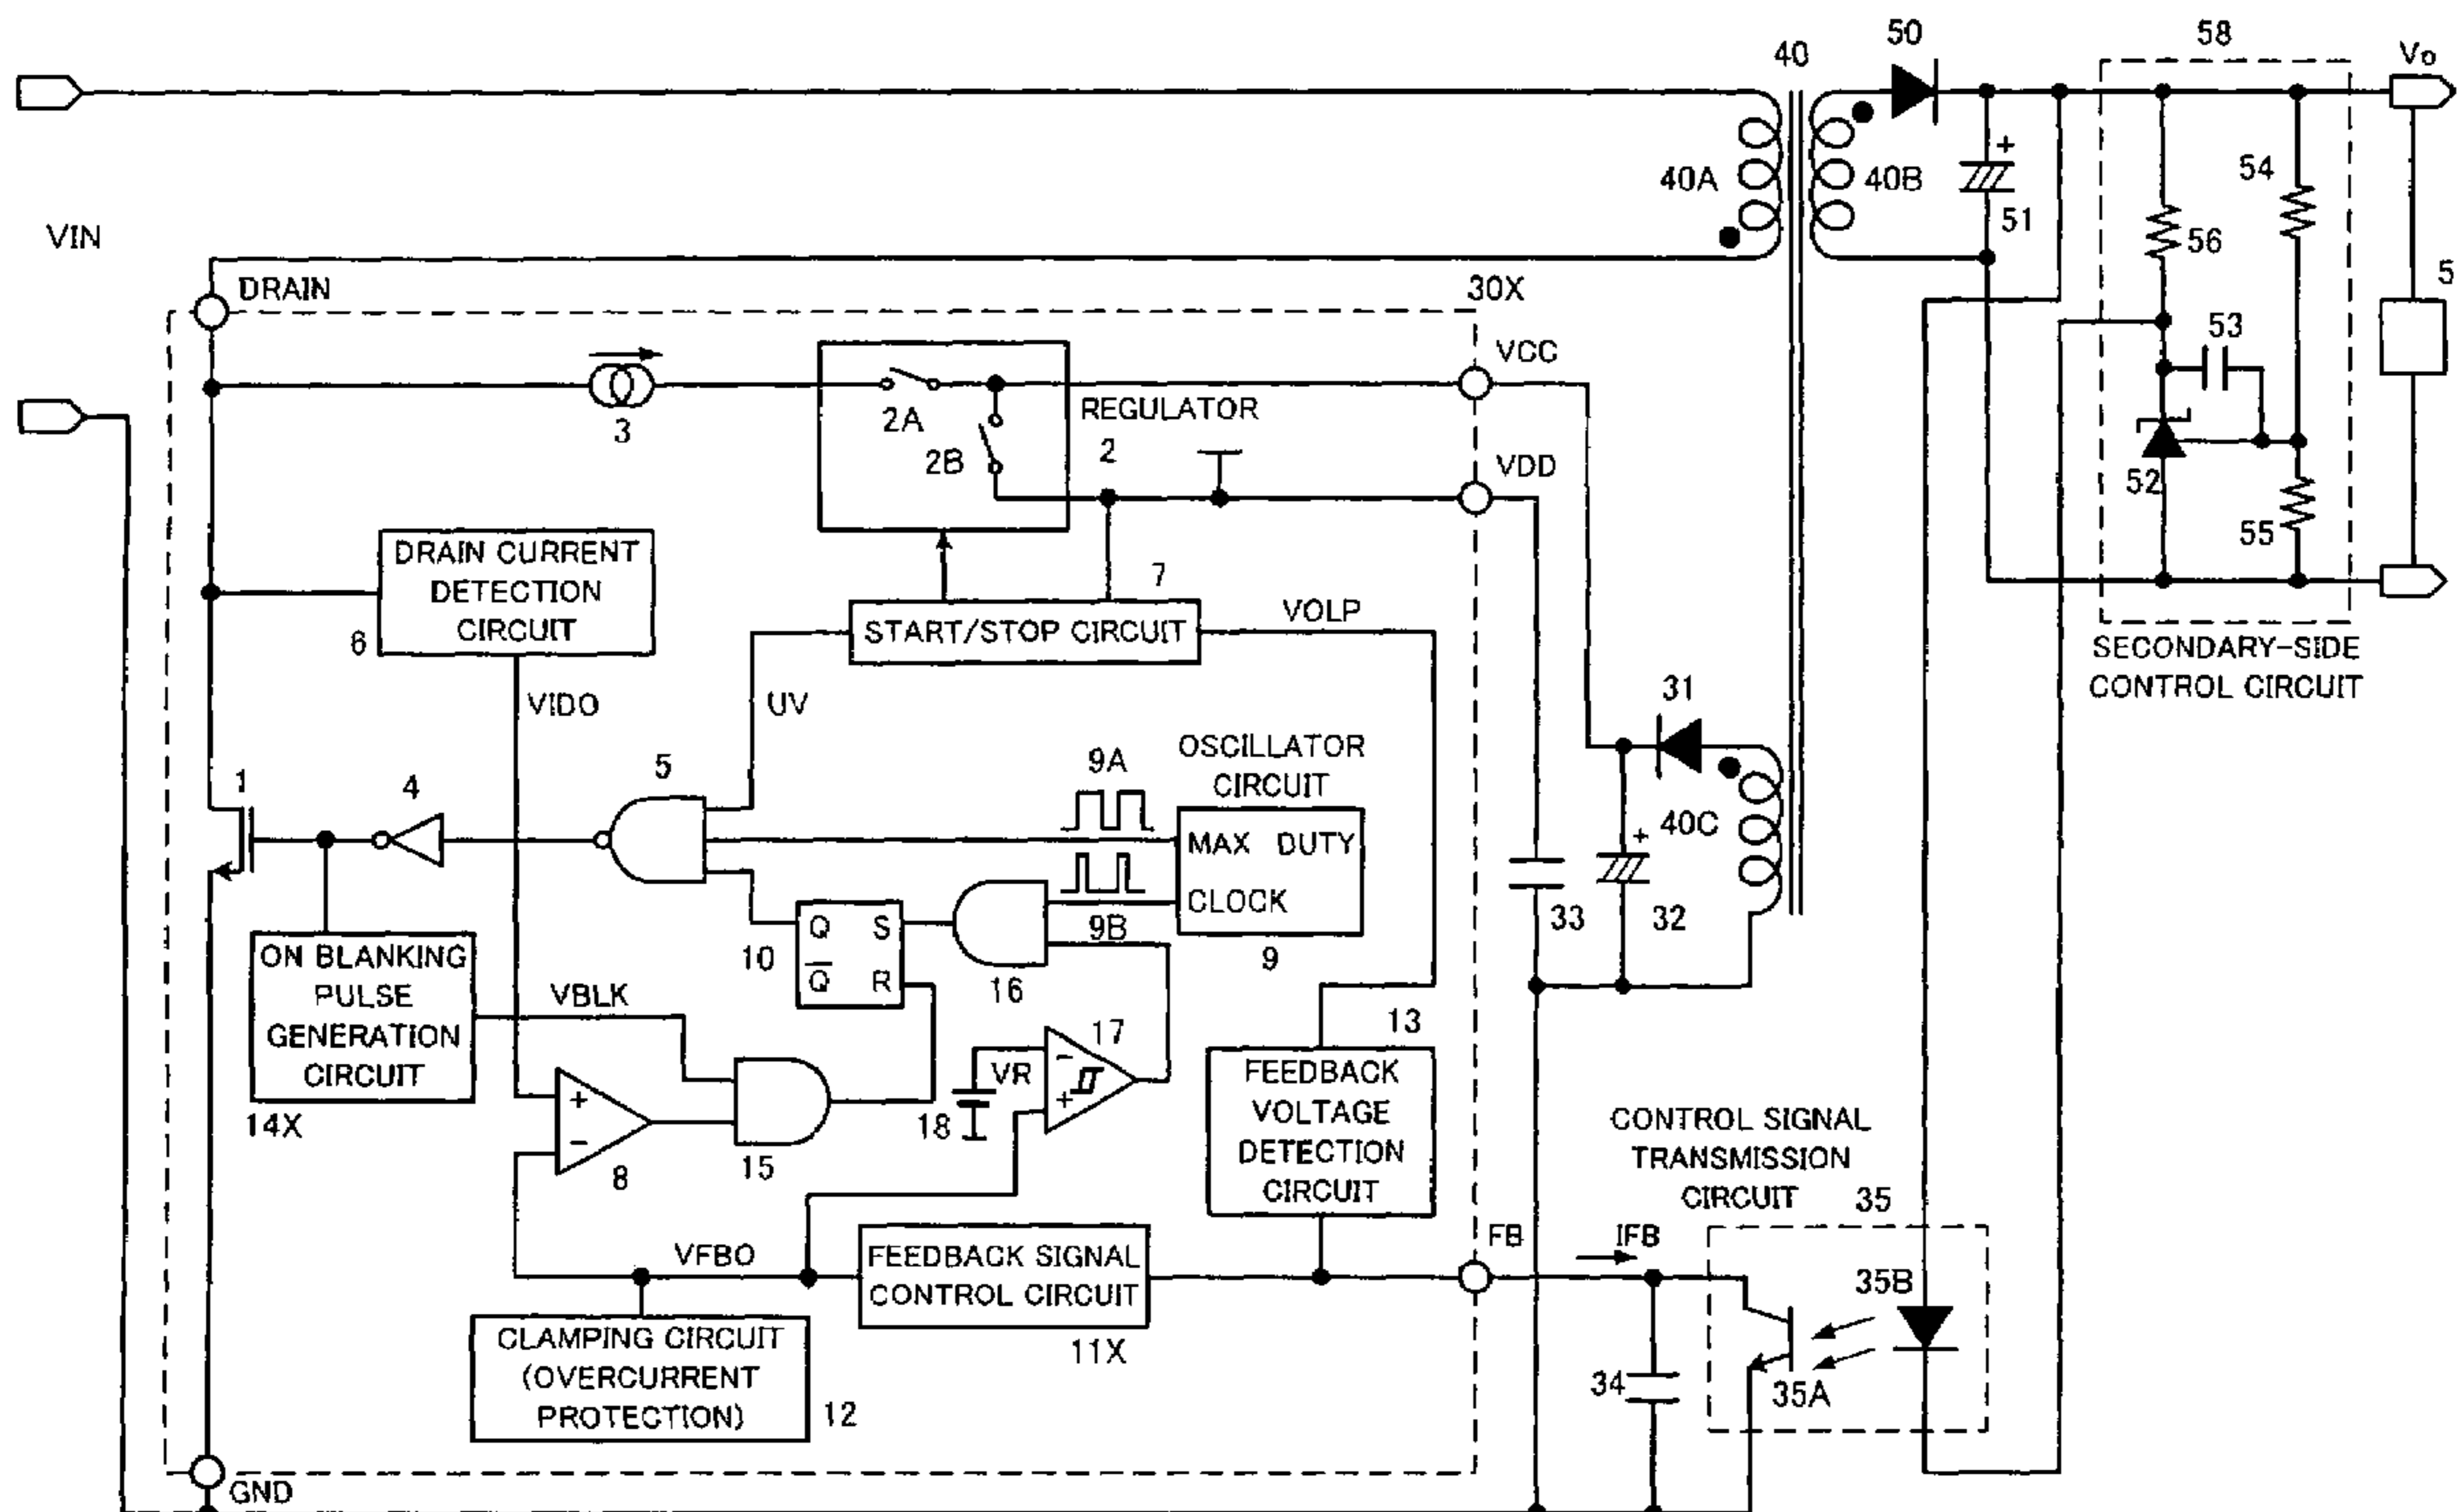 50
58
Vo
40
+
40A
40B
54
51
56
VIN
5
DRAIN
30X
53
VCC
2A
REGULATOR
3
2
2B
VDD
52
55
DRAIN CURRENT
DETECTION
CIRCUIT
6
7
VOLP
START/STOP CIRCUIT
SECONDARY-SIDE
CONTROL CIRCUIT
VIDO
UV
31
OSCILLATOR
CIRCUIT
9A
5
1
4
40C
+
MAX DUTY
CLOCK
33
32
9B
9
Q
S
10
Q
R
16
ON BLANKING
PULSE
GENERATION
CIRCUIT
VBLK
14X
17
13
-
VR
+
18
FEEDBACK
VOLTAGE
DETECTION
CIRCUIT
+
-
15
8
CONTROL SIGNAL
TRANSMISSION
CIRCUIT
35
FB
IFB
VFBO
FEEDBACK SIGNAL
CONTROL CIRCUIT
35B
11X
CLAMPING CIRCUIT
(OVERCURRENT
PROTECTION)
12
34
35A
GND